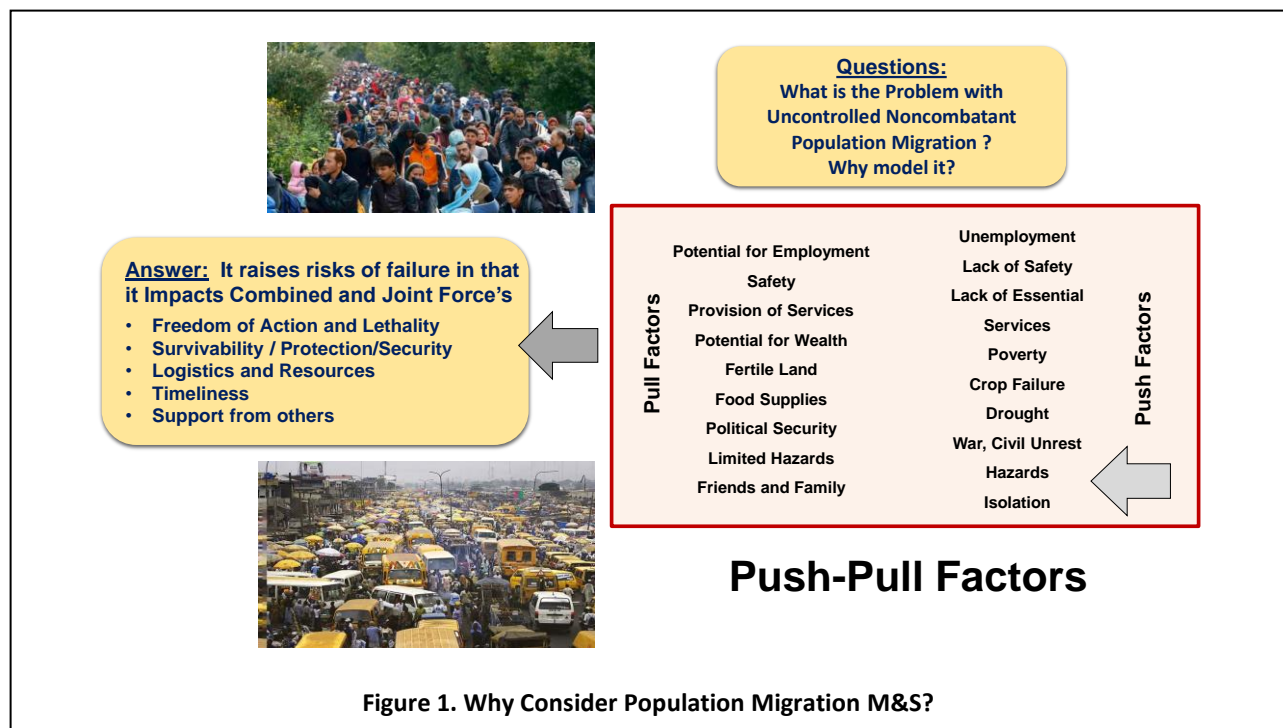 Questions:
What is the Problem with
Uncontrolled Noncombatant
Population Migration ?
Why model it?
Answer: It raises risks of failure in that
it Impacts Combined and Joint Force's
• Freedom of Action and Lethality
• Survivability / Protection/Security
• Logistics and Resources
• Timeliness
• Support from others
Pull Factors
Potential for Employment
Safety
Provision of Services
Potential for Wealth
Fertile Land
Food Supplies
Political Security
Limited Hazards
Friends and Family
Unemployment
Lack of Safety
Lack of Essential
Services
Poverty
Crop Failure
Drought
War, Civil Unrest
Hazards
Isolation
Push Factors
Push-Pull Factors
Figure 1. Why Consider Population Migration M&S?